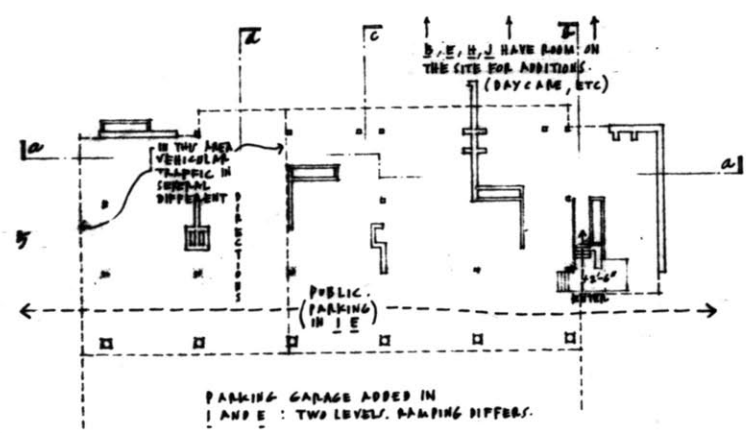 d
c
b
B, E, H, J HAVE ROOM ON
THE SITE FOR ADDITIONS.
(DAYCARE, ETC)
a
IN THIS AREA
VEHICULAR
TRAFFIC IN
SEVERAL
DIFFERENT
DIRECTIONS
a
PUBLIC
(PARKING)
IN I E
ENTER
PARKING GARAGE ADDED IN
I AND E : TWO LEVELS. RAMPING DIFFERS.